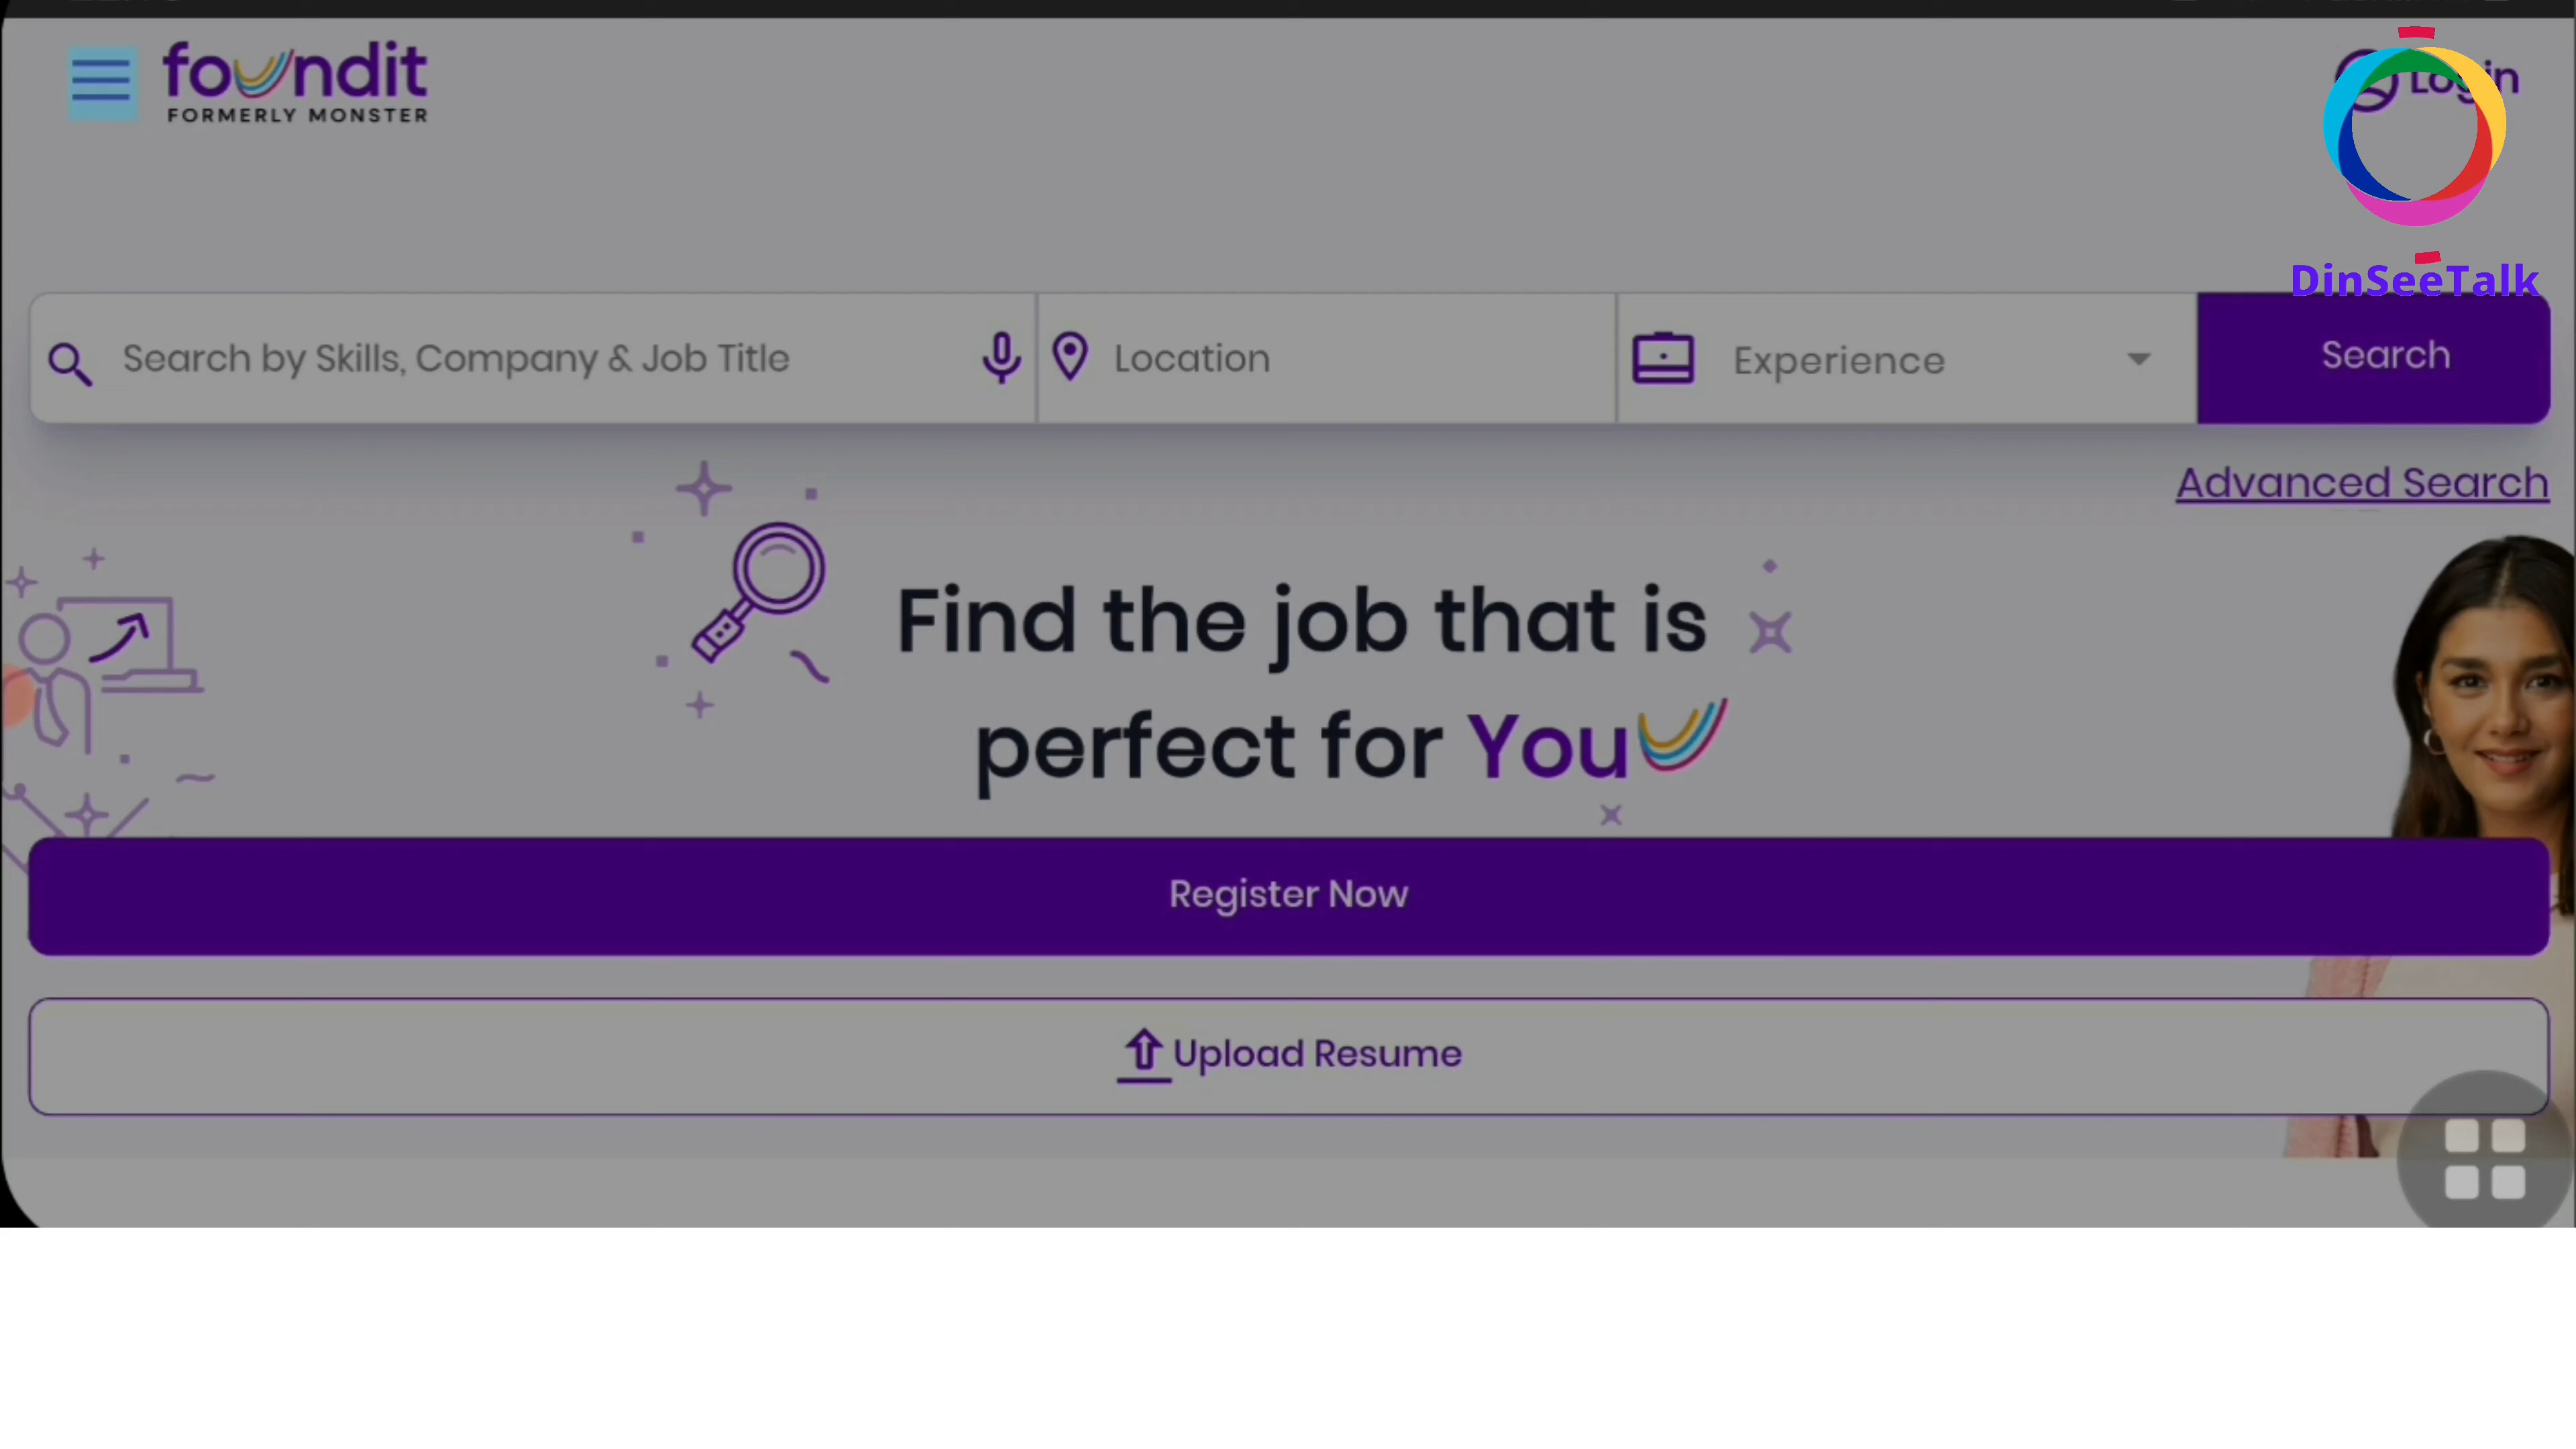 foundit
FORMERLY MONSTER
Login
DinSeeTalk
Search by Skills, Company & Job Title
Location
Experience
Search
Advanced Search
Find the job that is
perfect for You
Register Now
Upload Resume